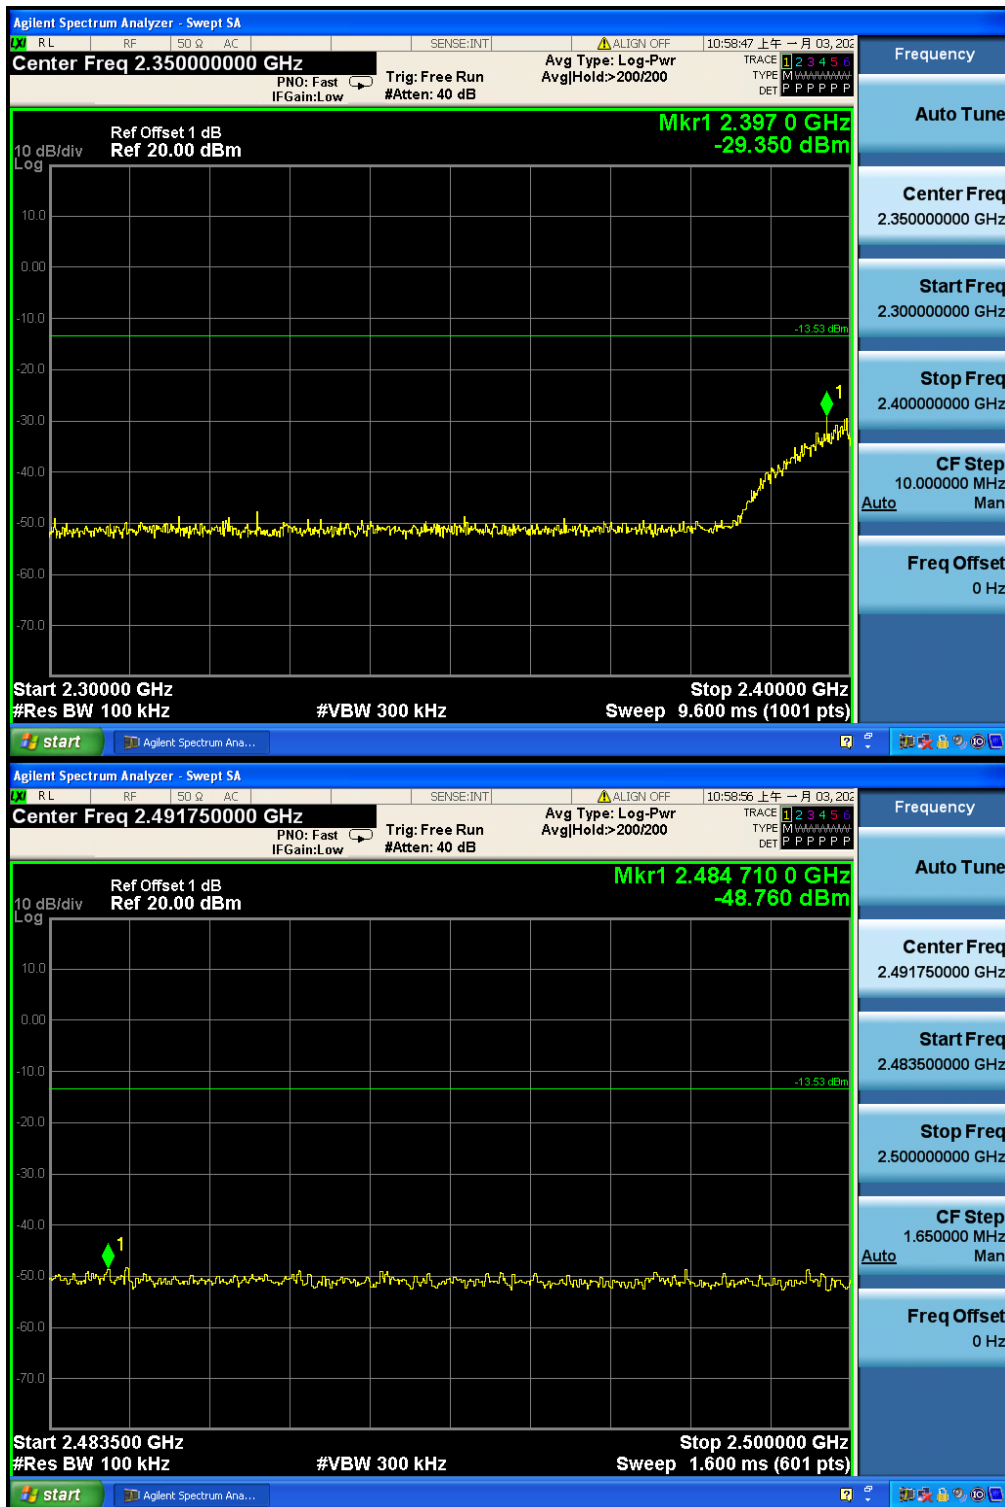 Agilent Spectrum Analyzer - Swept SA
LXI RL RF 50 Ω AC SENSE:INT ALIGN OFF 10:58:47 上午 一月 03, 202
Center Freq 2.350000000 GHz
PNO: Fast
IFGain:Low
Trig: Free Run
#Atten: 40 dB
Avg Type: Log-Pwr
Avg|Hold:>200/200
TRACE 1 2 3 4 5 6
TYPE M
DET P P P P P P
Ref Offset 1 dB
Ref 20.00 dBm
10 dB/div
Log
Mkr1 2.397 0 GHz
-29.350 dBm
10.0
0.00
-10.0
-13.53 dBm
-20.0
1
-30.0
-40.0
-50.0
-60.0
-70.0
Start 2.30000 GHz
Stop 2.40000 GHz
#Res BW 100 kHz
#VBW 300 kHz
Sweep 9.600 ms (1001 pts)
Frequency
Auto Tune
Center Freq
2.350000000 GHz
Start Freq
2.300000000 GHz
Stop Freq
2.400000000 GHz
CF Step
10.000000 MHz
Auto Man
Freq Offset
0 Hz
start
Agilent Spectrum Ana...
Agilent Spectrum Analyzer - Swept SA
LXI RL RF 50 Ω AC SENSE:INT ALIGN OFF 10:58:56 上午 一月 03, 202
Center Freq 2.491750000 GHz
PNO: Fast
IFGain:Low
Trig: Free Run
#Atten: 40 dB
Avg Type: Log-Pwr
Avg|Hold:>200/200
TRACE 1 2 3 4 5 6
TYPE M
DET P P P P P P
Ref Offset 1 dB
Ref 20.00 dBm
10 dB/div
Log
Mkr1 2.484 710 0 GHz
-48.760 dBm
10.0
0.00
-10.0
-13.53 dBm
-20.0
-30.0
-40.0
1
-50.0
-60.0
-70.0
Start 2.483500 GHz
Stop 2.500000 GHz
#Res BW 100 kHz
#VBW 300 kHz
Sweep 1.600 ms (601 pts)
Frequency
Auto Tune
Center Freq
2.491750000 GHz
Start Freq
2.483500000 GHz
Stop Freq
2.500000000 GHz
CF Step
1.650000 MHz
Auto Man
Freq Offset
0 Hz
start
Agilent Spectrum Ana...